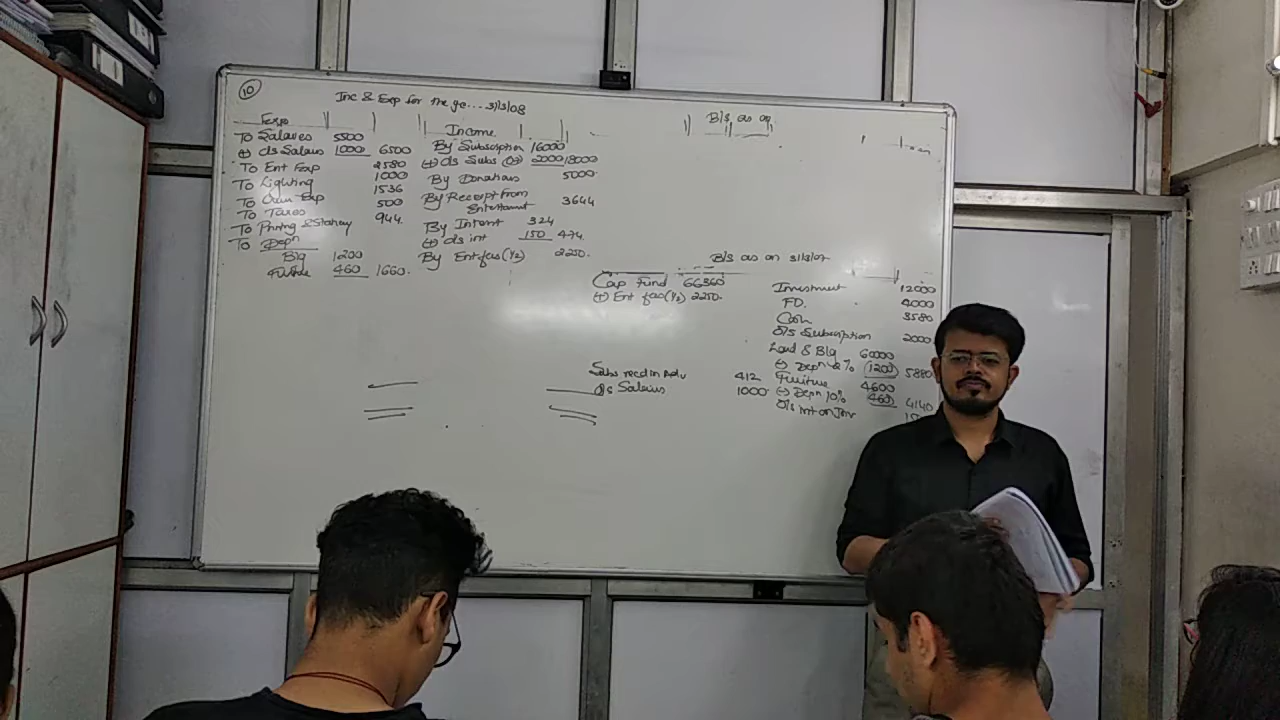 10
Inc & Exp for the ye... 31/3/08
Exp
To Salaries 5500
(+) o/s Salaries 1000 6500
To Ent Exp 2580
To Lighting 1000
To Gen Exp 1536
To Taxes 500
To Printing & Stationery 944
To Depn
Blg 1200
Furniture 460 1660.
Income
By Subscription 16000
(+) o/s Subs 2000 18000
By Donations 5000
By Receipt from
Entertainment 3644
By Interest 324
(+) o/s int 150 474.
By Ent fees (1/2) 2250.
B/S as on
B/S as on 31/3/07
Cap Fund 66360
(+) Ent fees (1/2) 2250.
Subs recd in Adv 412
o/s Salaries 1000
Investment 12000
FD. 4000
Cash 3580
O/S Subscription 2000
Land & Blg 60000
(-) Depn 2% (1200) 5880
Furniture 4600
(-) Depn 10% (460) 4140
O/S int on Inv